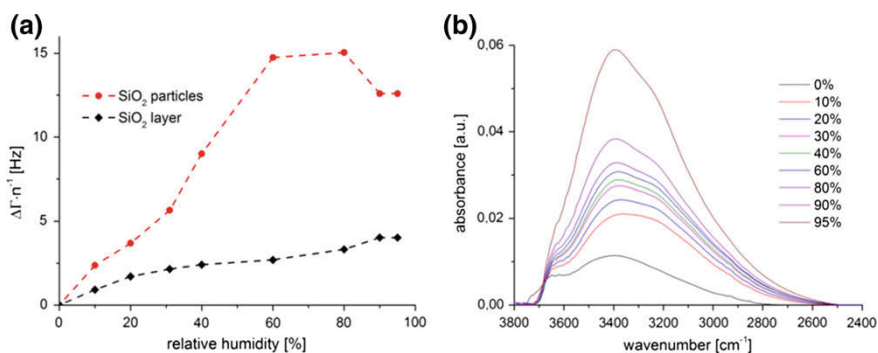 (a)
15
10
5
0
ΔΓ·n⁻¹ [Hz]
SiO₂ particles
SiO₂ layer
0 20 40 60 80 100
relative humidity [%]
(b)
0.06
0.04
0.02
0.00
absorbance [a.u.]
0%
10%
20%
30%
40%
60%
80%
90%
95%
3800 3600 3400 3200 3000 2800 2600 2400
wavenumber [cm⁻¹]